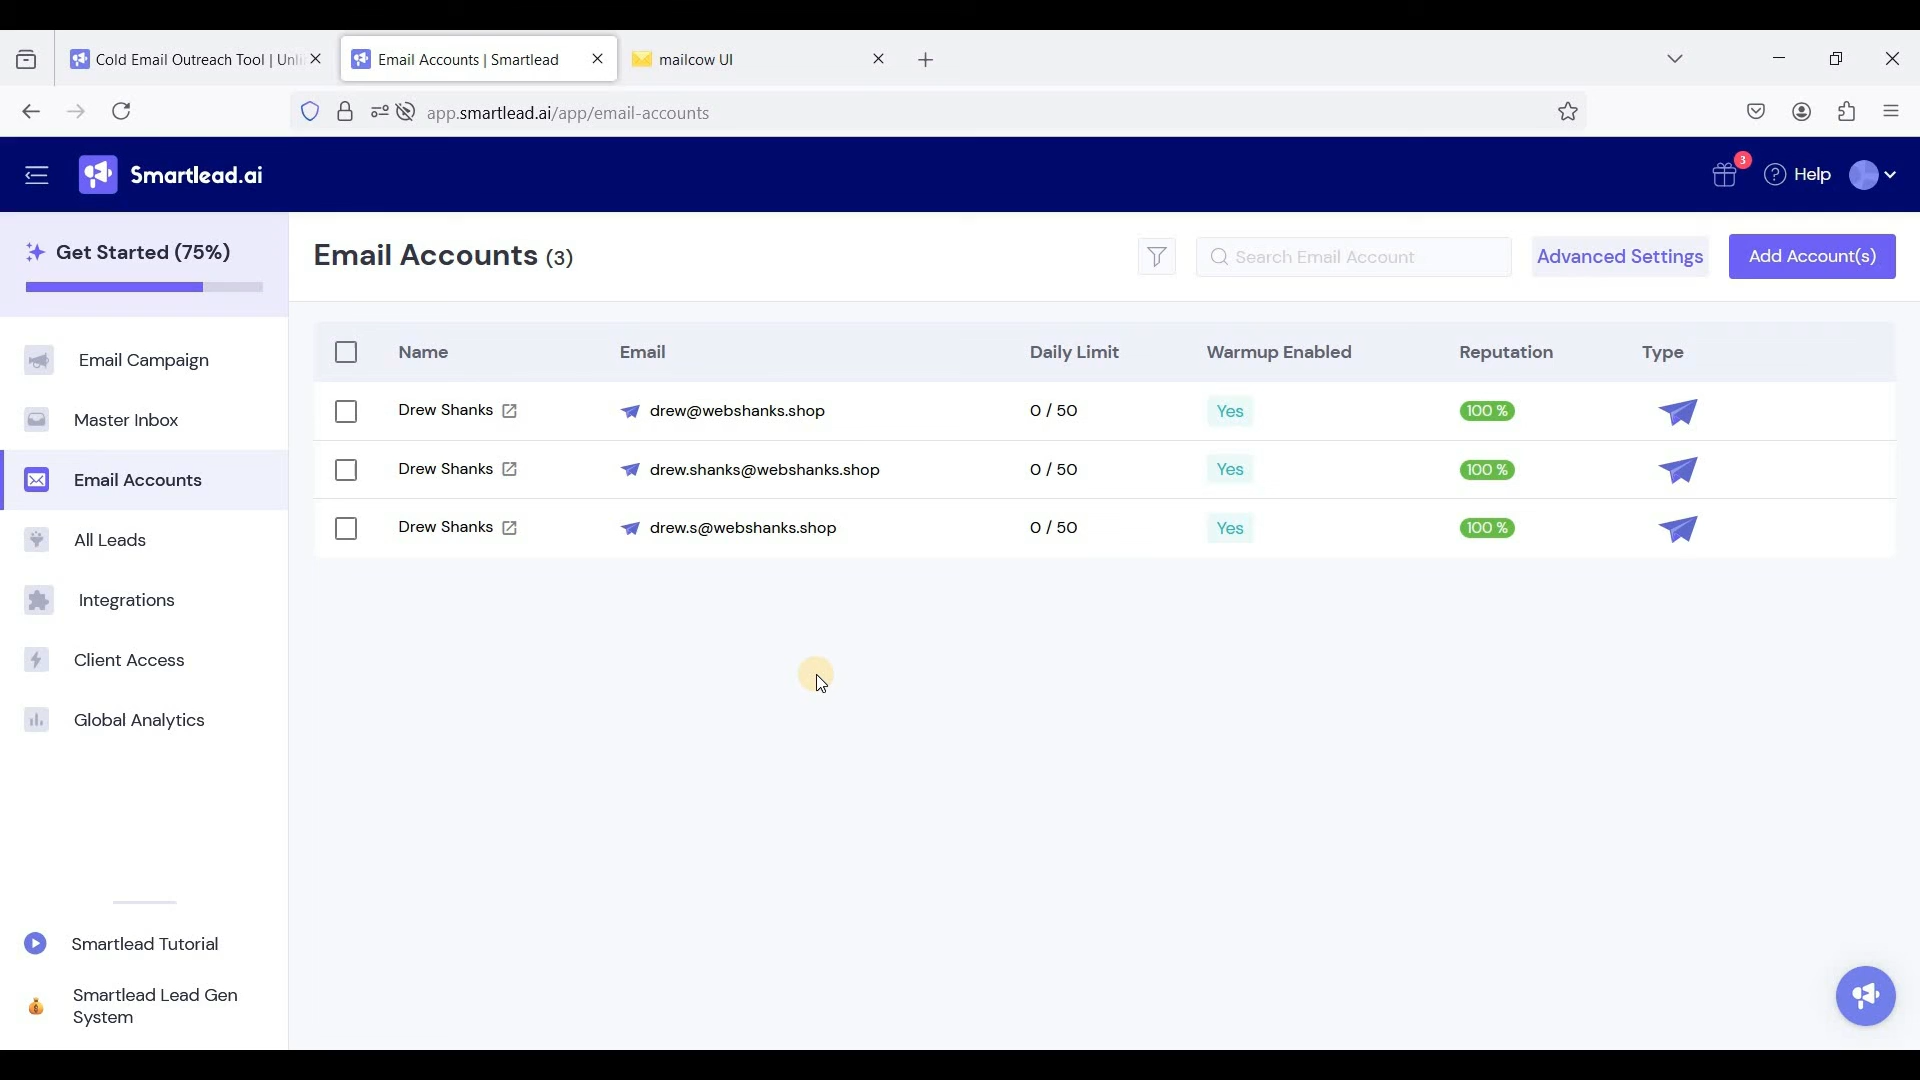 Cold Email Outreach Tool | Unli
Email Accounts | Smartlead
mailcow UI
app.smartlead.ai/app/email-accounts
Smartlead.ai
3
Help
Get Started (75%)
Email Campaign
Master Inbox
Email Accounts
All Leads
Integrations
Client Access
Global Analytics
Smartlead Tutorial
Smartlead Lead Gen
System
Email Accounts (3)
Search Email Account
Advanced Settings
Add Account(s)
Name Email Daily Limit Warmup Enabled Reputation Type
Drew Shanks drew@webshanks.shop 0 / 50 Yes 100 %
Drew Shanks drew.shanks@webshanks.shop 0 / 50 Yes 100 %
Drew Shanks drew.s@webshanks.shop 0 / 50 Yes 100 %